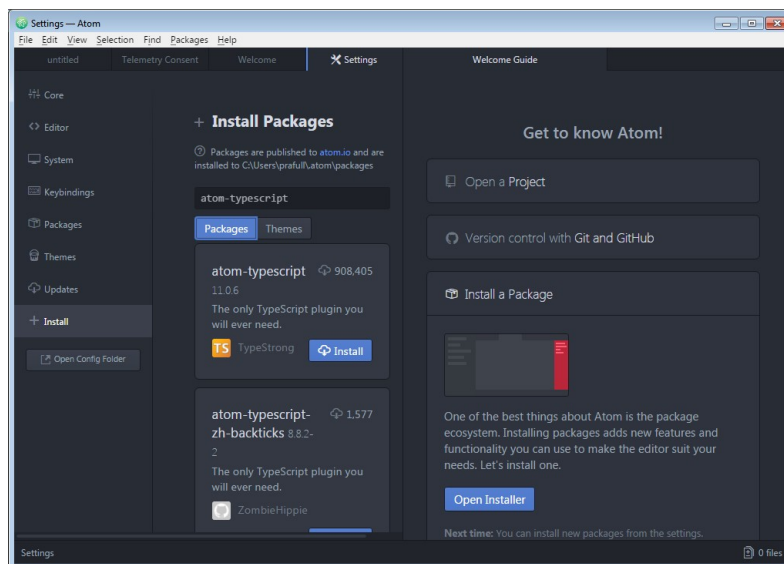 Settings — Atom
File Edit View Selection Find Packages Help
untitled
Telemetry Consent
Welcome
Settings
Welcome Guide
Core
Editor
System
Keybindings
Packages
Themes
Updates
Install
Open Config Folder
Install Packages
Packages are published to atom.io and are
installed to C:\Users\prafull\.atom\packages
atom-typescript
Packages
Themes
atom-typescript 908,405
11.0.6
The only TypeScript plugin you
will ever need.
TS TypeStrong
Install
atom-typescript- 1,577
zh-backticks 8.8.2-
2
The only TypeScript plugin you
will ever need.
ZombieHippie
Get to know Atom!
Open a Project
Version control with Git and GitHub
Install a Package
One of the best things about Atom is the package
ecosystem. Installing packages adds new features and
functionality you can use to make the editor suit your
needs. Let's install one.
Open Installer
Next time: You can install new packages from the settings.
Settings
0 files